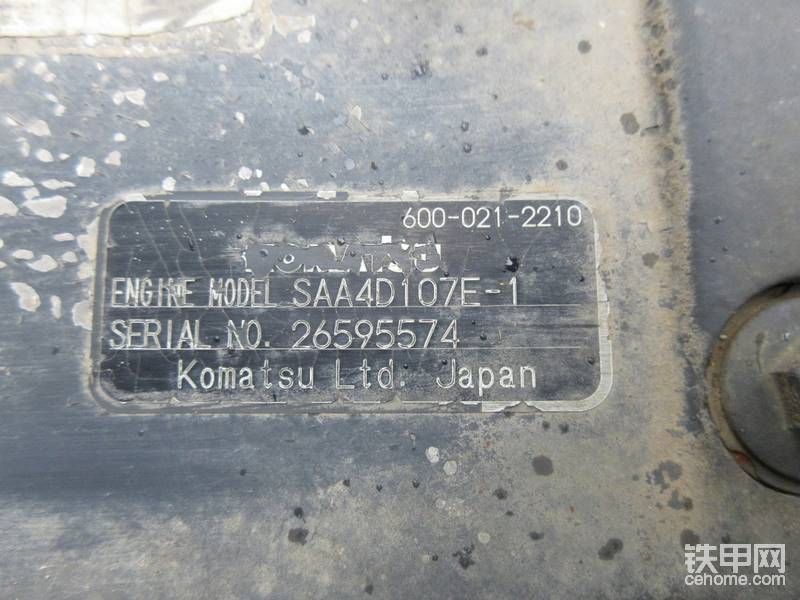 600-021-2210
KOMATSU
ENGINE MODEL SAA4D107E-1
SERIAL NO. 26595574
Komatsu Ltd. Japan
铁甲网
cehome.com